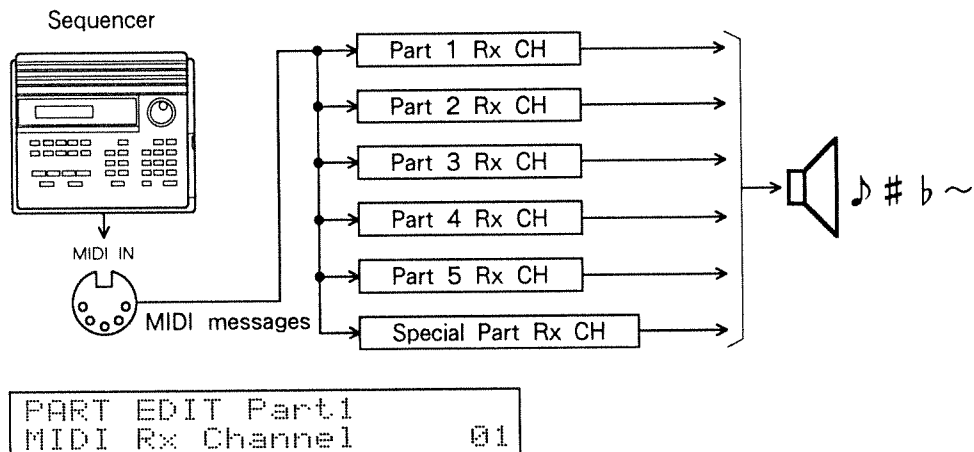 Sequencer
Part 1 Rx CH
Part 2 Rx CH
Part 3 Rx CH
Part 4 Rx CH
Part 5 Rx CH
Special Part Rx CH
MIDI IN
MIDI messages
PART EDIT Part1
MIDI Rx Channel 01